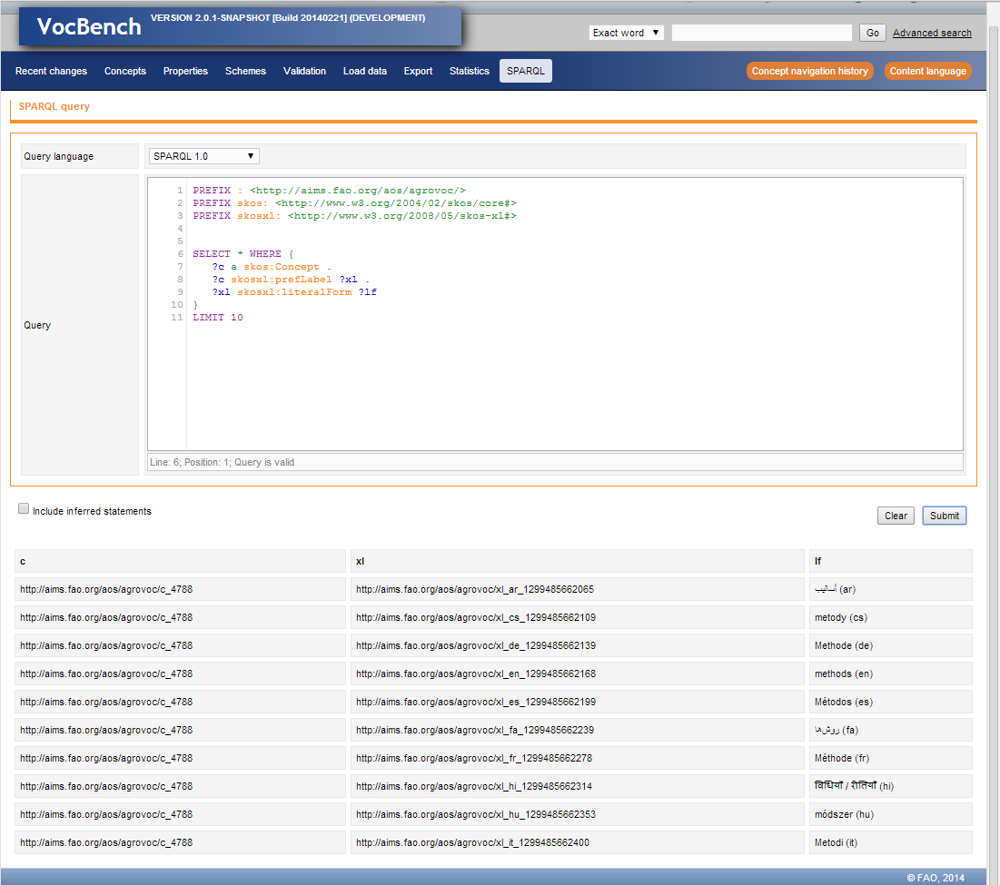 VocBench VERSION 2.0.1-SNAPSHOT [Build 20140221] (DEVELOPMENT)
Exact word Go Advanced search
Recent changes Concepts Properties Schemes Validation Load data Export Statistics SPARQL Concept navigation history Content language
SPARQL query
Query language SPARQL 1.0
Query
1 PREFIX : <http://aims.fao.org/aos/agrovoc/>
2 PREFIX skos: <http://www.w3.org/2004/02/skos/core#>
3 PREFIX skosxl: <http://www.w3.org/2008/05/skos-xl#>
4
5
6 SELECT * WHERE {
7 ?c a skos:Concept .
8 ?c skosxl:prefLabel ?xl .
9 ?xl skosxl:literalForm ?lf
10 }
11 LIMIT 10
Line: 6; Position: 1; Query is valid
Include inferred statements Clear Submit
c xl lf
http://aims.fao.org/aos/agrovoc/c_4788 http://aims.fao.org/aos/agrovoc/xl_ar_1299485662065 أساليب (ar)
http://aims.fao.org/aos/agrovoc/c_4788 http://aims.fao.org/aos/agrovoc/xl_cs_1299485662109 metody (cs)
http://aims.fao.org/aos/agrovoc/c_4788 http://aims.fao.org/aos/agrovoc/xl_de_1299485662139 Methode (de)
http://aims.fao.org/aos/agrovoc/c_4788 http://aims.fao.org/aos/agrovoc/xl_en_1299485662168 methods (en)
http://aims.fao.org/aos/agrovoc/c_4788 http://aims.fao.org/aos/agrovoc/xl_es_1299485662199 Métodos (es)
http://aims.fao.org/aos/agrovoc/c_4788 http://aims.fao.org/aos/agrovoc/xl_fa_1299485662239 روش‌ها (fa)
http://aims.fao.org/aos/agrovoc/c_4788 http://aims.fao.org/aos/agrovoc/xl_fr_1299485662278 Méthode (fr)
http://aims.fao.org/aos/agrovoc/c_4788 http://aims.fao.org/aos/agrovoc/xl_hi_1299485662314 विधियाँ / रीतियाँ (hi)
http://aims.fao.org/aos/agrovoc/c_4788 http://aims.fao.org/aos/agrovoc/xl_hu_1299485662353 módszer (hu)
http://aims.fao.org/aos/agrovoc/c_4788 http://aims.fao.org/aos/agrovoc/xl_it_1299485662400 Metodi (it)
© FAO, 2014